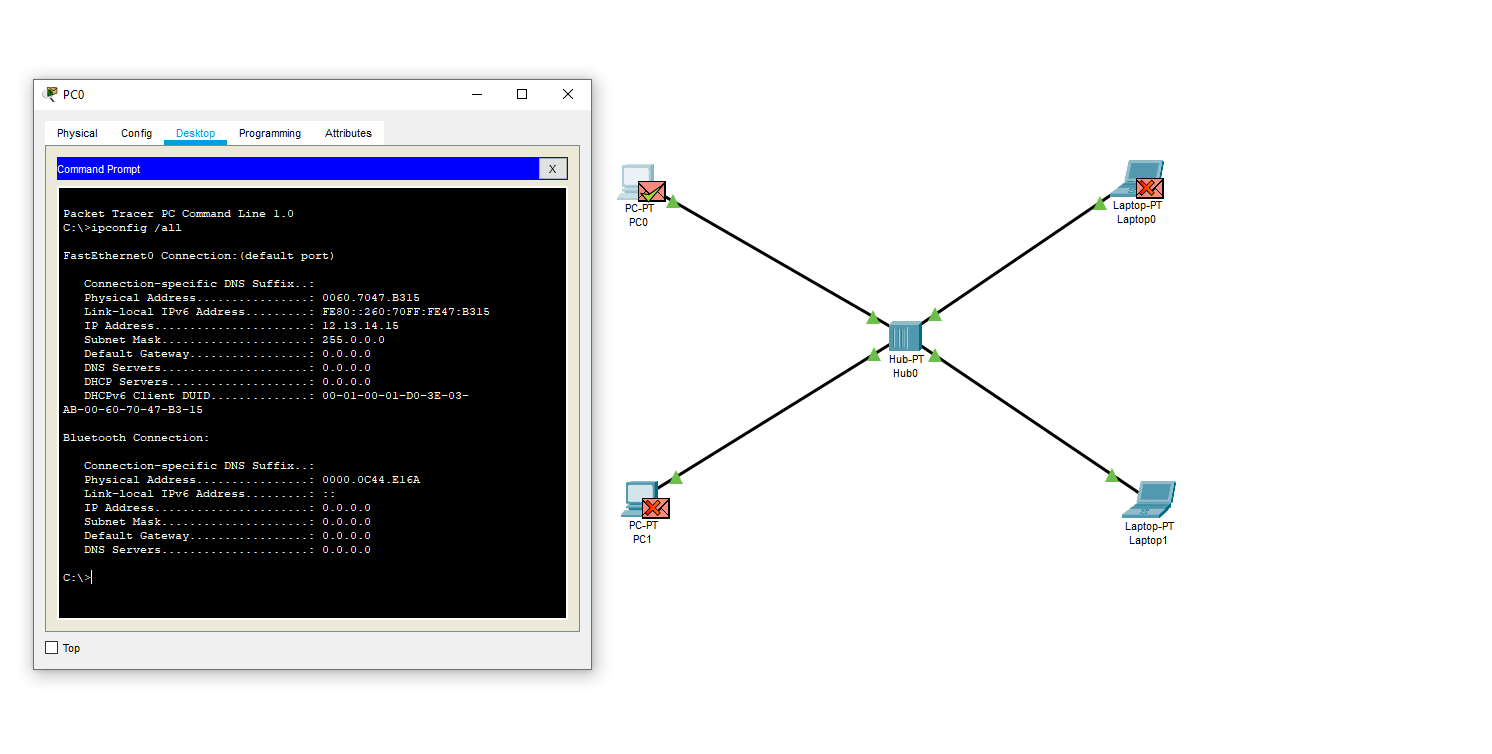 PC0
Physical Config Desktop Programming Attributes
Command Prompt X
Packet Tracer PC Command Line 1.0
C:\>ipconfig /all
FastEthernet0 Connection:(default port)
Connection-specific DNS Suffix..:
Physical Address................: 0060.7047.B315
Link-local IPv6 Address.........: FE80::260:70FF:FE47:B315
IP Address......................: 12.13.14.15
Subnet Mask.....................: 255.0.0.0
Default Gateway.................: 0.0.0.0
DNS Servers.....................: 0.0.0.0
DHCP Servers....................: 0.0.0.0
DHCPv6 Client DUID..............: 00-01-00-01-D0-3E-03-
AB-00-60-70-47-B3-15
Bluetooth Connection:
Connection-specific DNS Suffix..:
Physical Address................: 0000.0C44.E16A
Link-local IPv6 Address.........: ::
IP Address......................: 0.0.0.0
Subnet Mask.....................: 0.0.0.0
Default Gateway.................: 0.0.0.0
DNS Servers.....................: 0.0.0.0
C:\>
Top
PC-PT
PC0
Laptop-PT
Laptop0
Hub-PT
Hub0
PC-PT
PC1
Laptop-PT
Laptop1